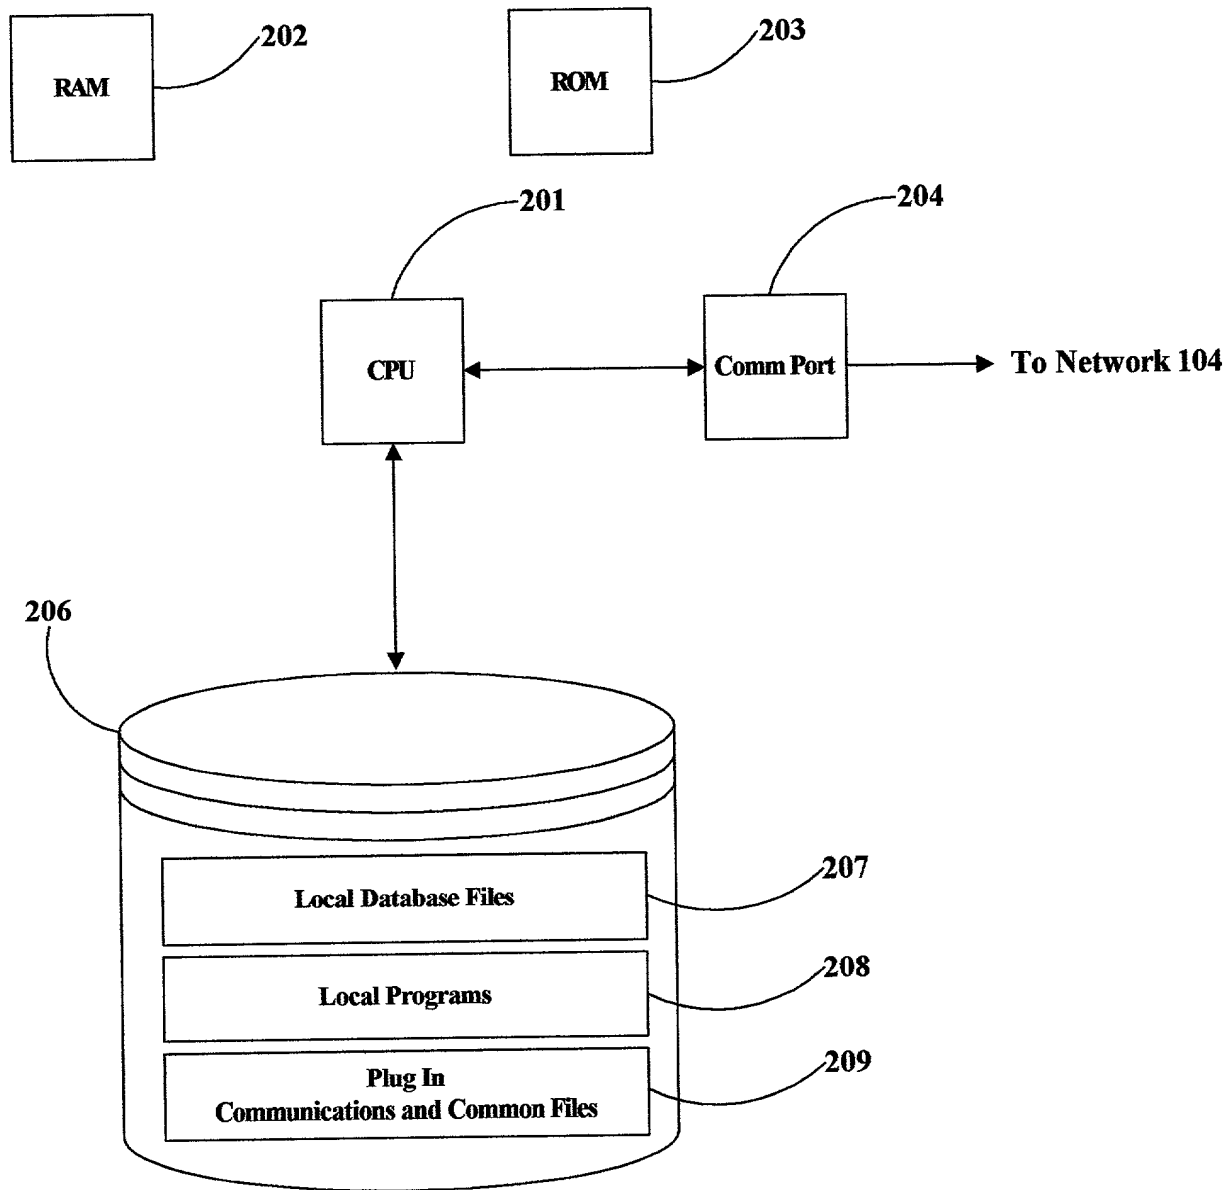 202
203
RAM
ROM
201
204
CPU
Comm Port
To Network 104
206
207
Local Database Files
208
Local Programs
209
Plug In
Communications and Common Files